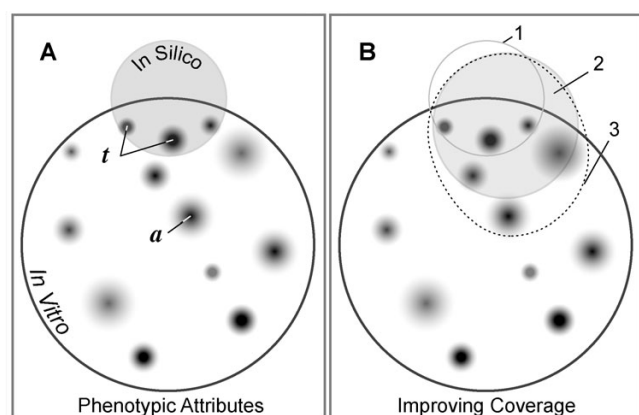 A
In Silico
t
a
In Vitro
Phenotypic Attributes
B
1
2
3
Improving Coverage